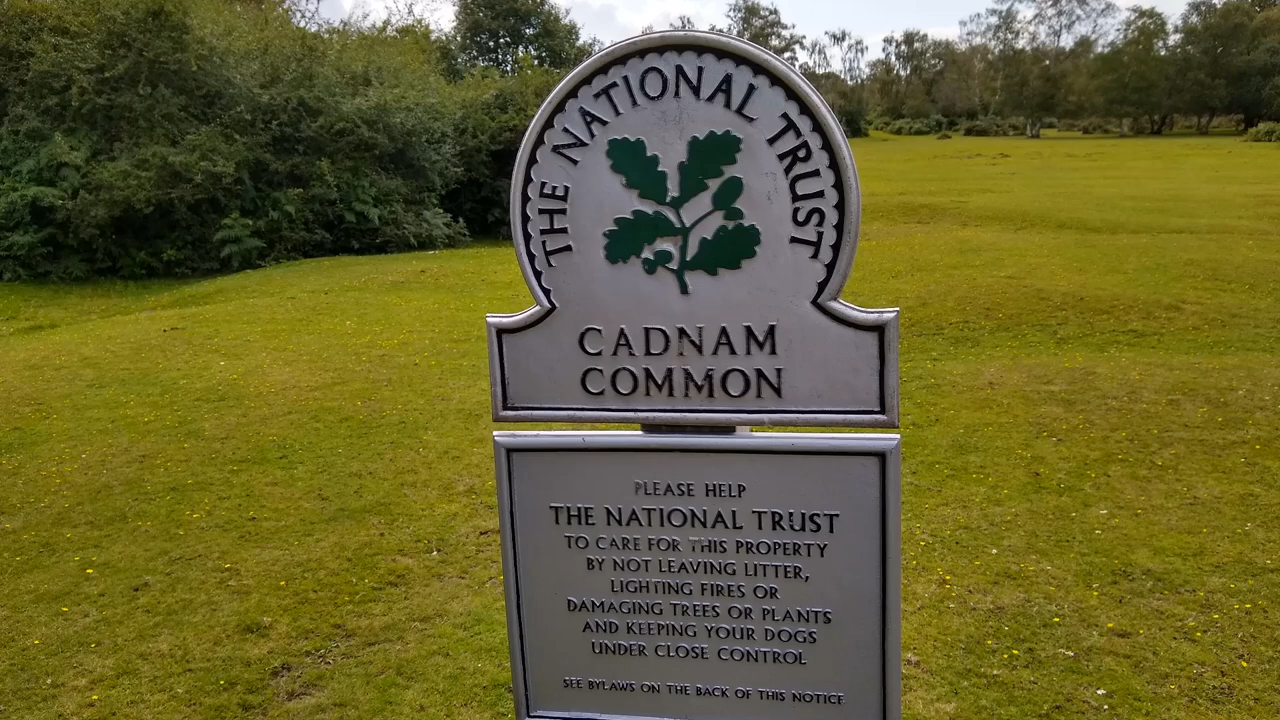 THE NATIONAL TRUST
CADNAM
COMMON
PLEASE HELP
THE NATIONAL TRUST
TO CARE FOR THIS PROPERTY
BY NOT LEAVING LITTER,
LIGHTING FIRES OR
DAMAGING TREES OR PLANTS
AND KEEPING YOUR DOGS
UNDER CLOSE CONTROL
SEE BYLAWS ON THE BACK OF THIS NOTICE